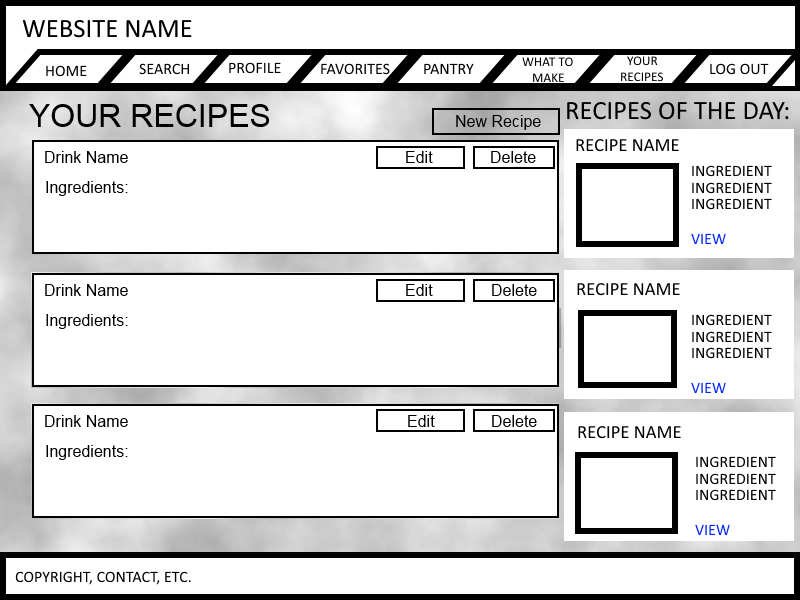 WEBSITE NAME
HOME
SEARCH
PROFILE
FAVORITES
PANTRY
WHAT TO
MAKE
YOUR
RECIPES
LOG OUT
YOUR RECIPES
New Recipe
Drink Name
Edit
Delete
Ingredients:
Drink Name
Edit
Delete
Ingredients:
Drink Name
Edit
Delete
Ingredients:
RECIPES OF THE DAY:
RECIPE NAME
INGREDIENT
INGREDIENT
INGREDIENT
VIEW
RECIPE NAME
INGREDIENT
INGREDIENT
INGREDIENT
VIEW
RECIPE NAME
INGREDIENT
INGREDIENT
INGREDIENT
VIEW
COPYRIGHT, CONTACT, ETC.